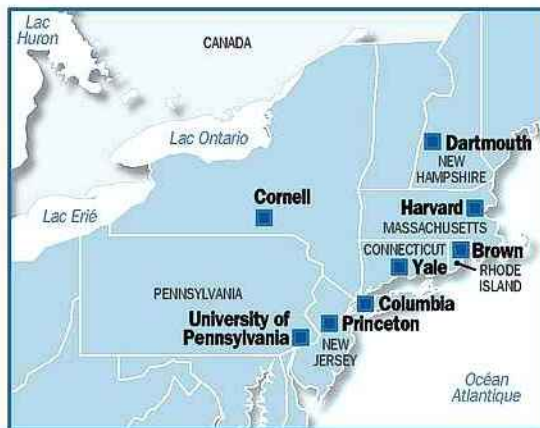 Lac
Huron
CANADA
Lac Ontario
Dartmouth
NEW
HAMPSHIRE
Lac Erié
Cornell
Harvard
MASSACHUSETTS
CONNECTICUT
Brown
Yale
RHODE
ISLAND
PENNSYLVANIA
Columbia
University of
Pennsylvania
Princeton
NEW
JERSEY
Océan
Atlantique